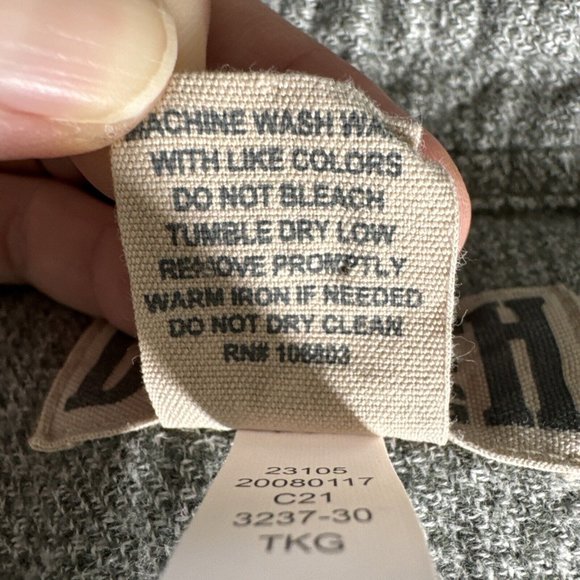 MACHINE WASH WA
WITH LIKE COLORS
DO NOT BLEACH
TUMBLE DRY LOW
REMOVE PROMPTLY
WARM IRON IF NEEDED
DO NOT DRY CLEAN
RN# 106803
H
23105
20080117
C21
3237-30
TKG